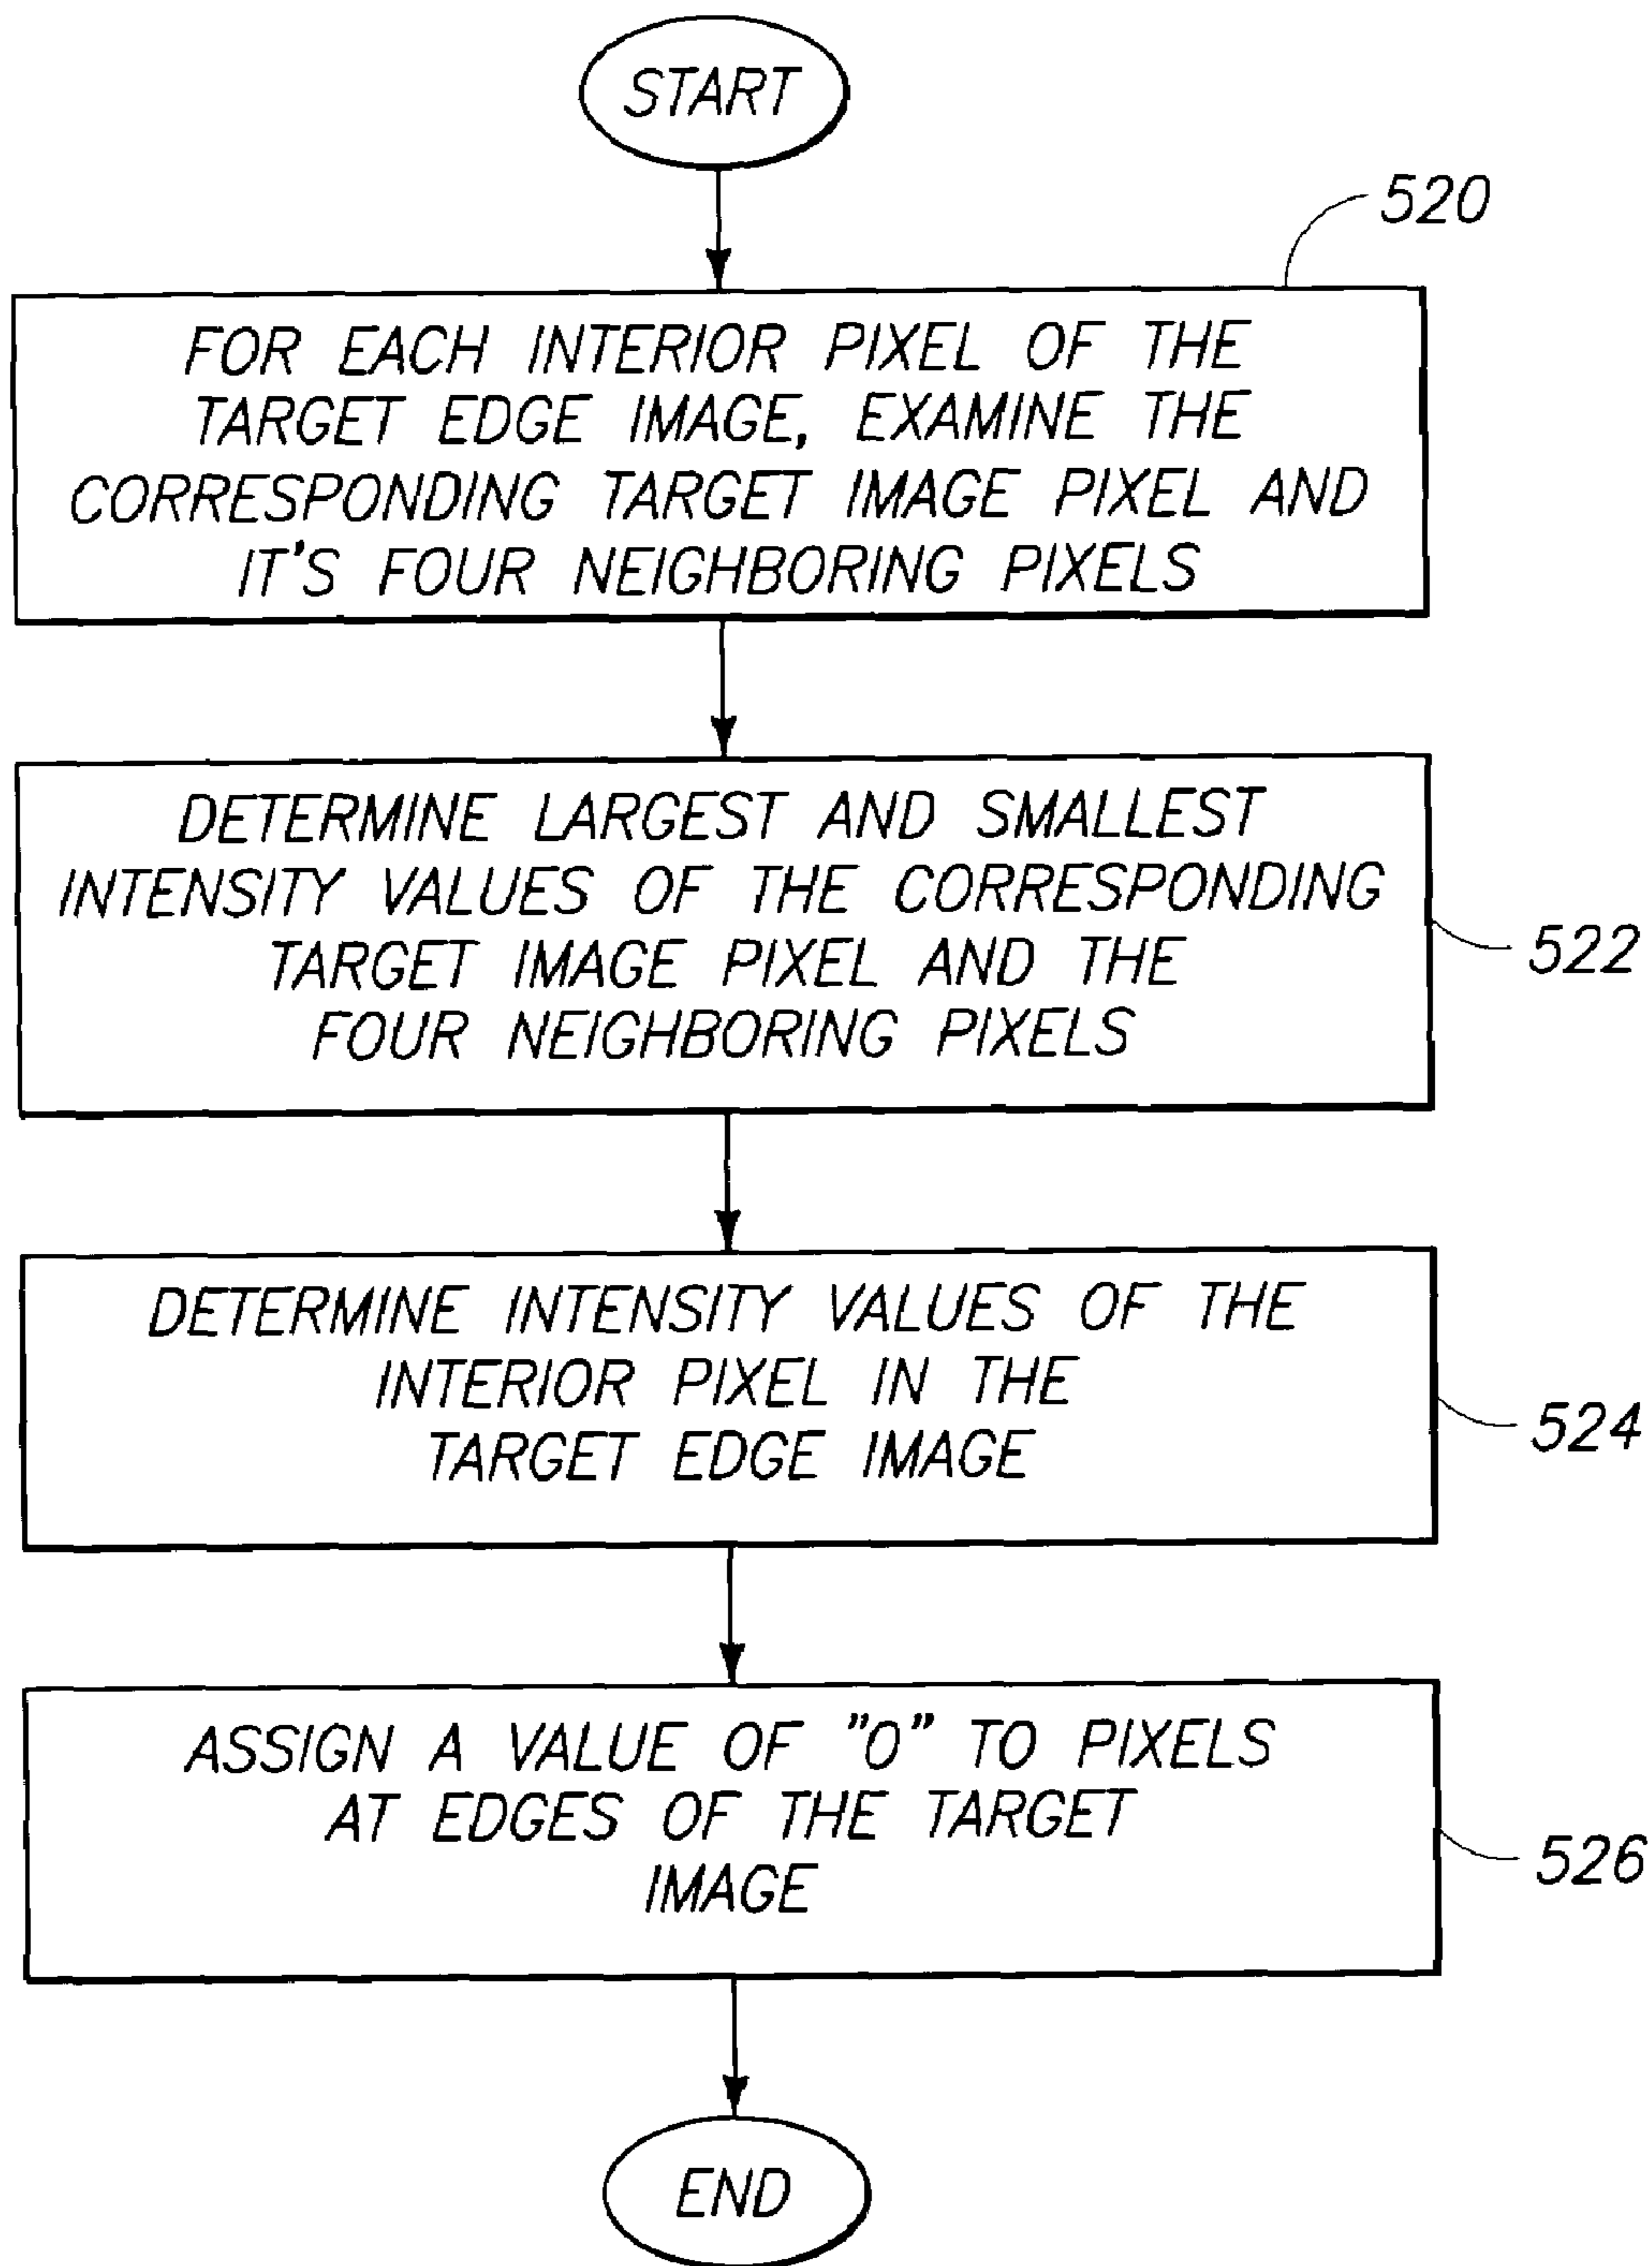 START
520
FOR EACH INTERIOR PIXEL OF THE
TARGET EDGE IMAGE, EXAMINE THE
CORRESPONDING TARGET IMAGE PIXEL AND
IT'S FOUR NEIGHBORING PIXELS
DETERMINE LARGEST AND SMALLEST
INTENSITY VALUES OF THE CORRESPONDING
TARGET IMAGE PIXEL AND THE
FOUR NEIGHBORING PIXELS
522
DETERMINE INTENSITY VALUES OF THE
INTERIOR PIXEL IN THE
TARGET EDGE IMAGE
524
ASSIGN A VALUE OF "0" TO PIXELS
AT EDGES OF THE TARGET
IMAGE
526
END